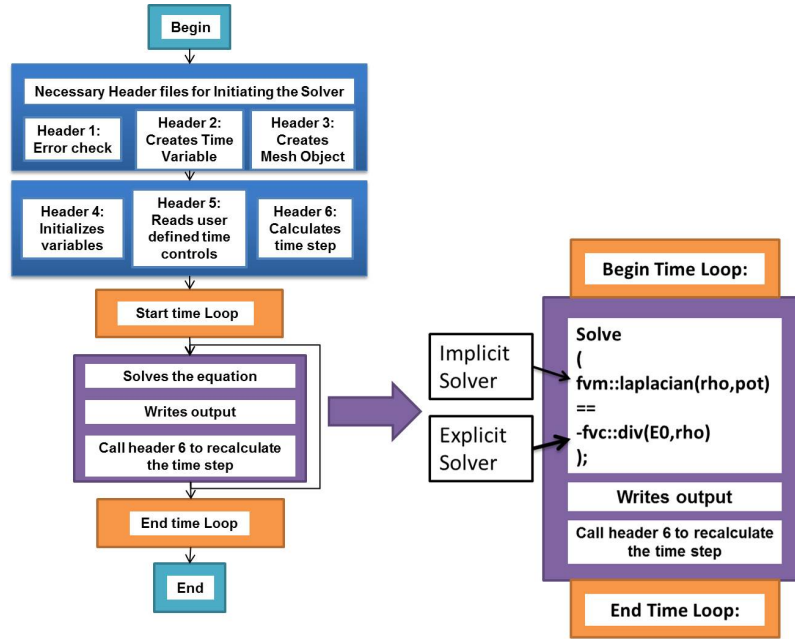 Begin
Necessary Header files for Initiating the Solver
Header 1:
Error check
Header 2:
Creates Time
Variable
Header 3:
Creates
Mesh Object
Header 4:
Initializes
variables
Header 5:
Reads user
defined time
controls
Header 6:
Calculates
time step
Start time Loop
Solves the equation
Writes output
Call header 6 to recalculate
the time step
End time Loop
End
Implicit
Solver
Explicit
Solver
Begin Time Loop:
Solve
(
fvm::laplacian(rho,pot)
==
-fvc::div(E0,rho)
);
Writes output
Call header 6 to recalculate
the time step
End Time Loop: